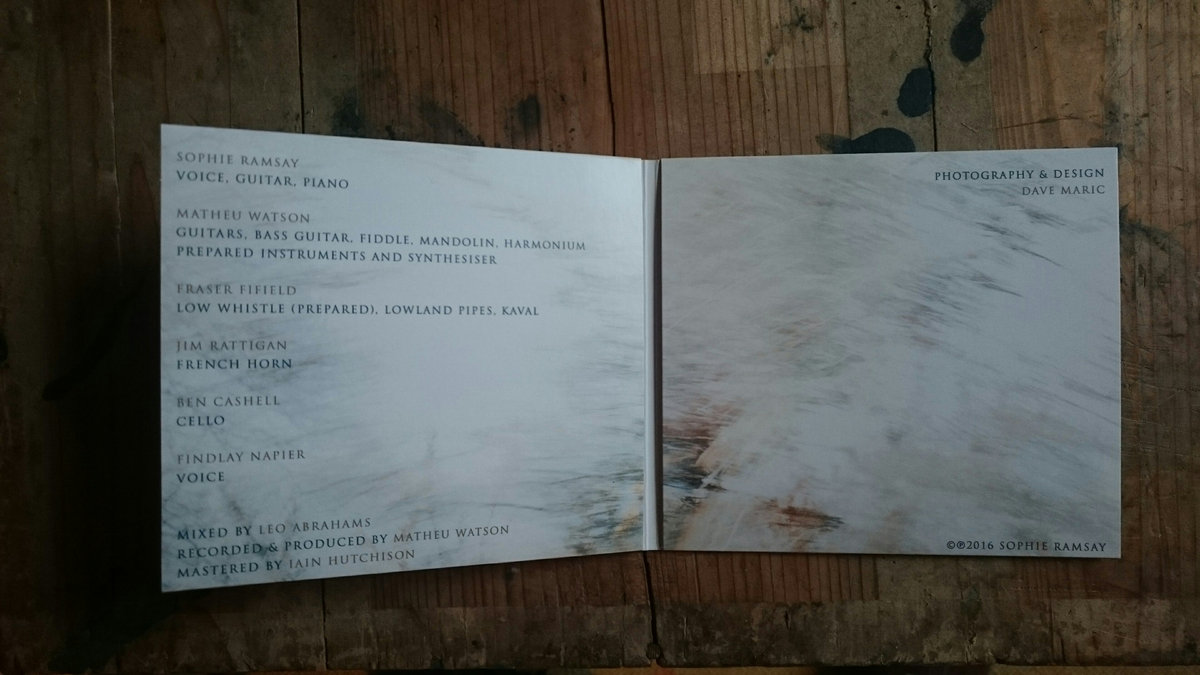 SOPHIE RAMSAY
VOICE, GUITAR, PIANO
MATHEU WATSON
GUITARS, BASS GUITAR, FIDDLE, MANDOLIN, HARMONIUM
PREPARED INSTRUMENTS AND SYNTHESISER
FRASER FIFIELD
LOW WHISTLE (PREPARED), LOWLAND PIPES, KAVAL
JIM RATTIGAN
FRENCH HORN
BEN CASHELL
CELLO
FINDLAY NAPIER
VOICE
MIXED BY LEO ABRAHAMS
RECORDED & PRODUCED BY MATHEU WATSON
MASTERED BY IAIN HUTCHISON
PHOTOGRAPHY & DESIGN
DAVE MARIC
©℗2016 SOPHIE RAMSAY